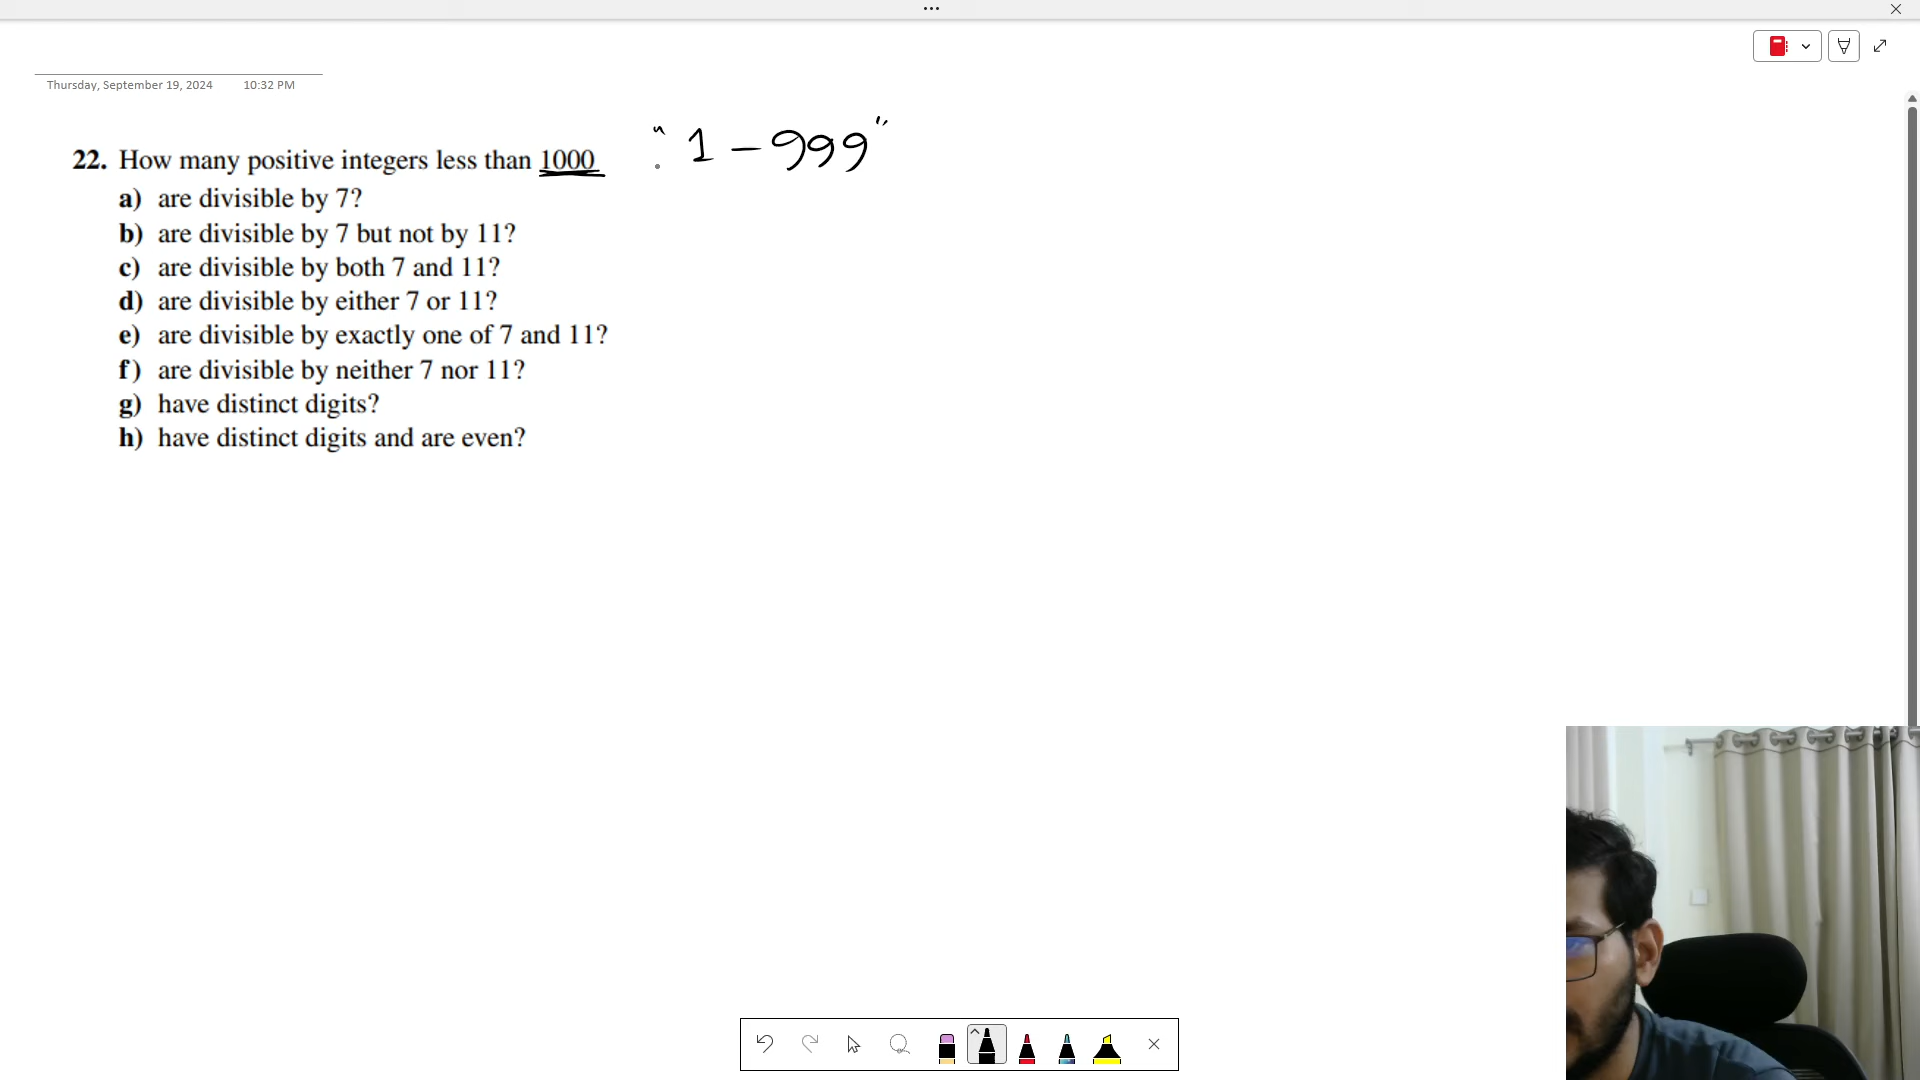 Thursday, September 19, 2024 10:32 PM
" 1 – 999"
22. How many positive integers less than 1000
a) are divisible by 7?
b) are divisible by 7 but not by 11?
c) are divisible by both 7 and 11?
d) are divisible by either 7 or 11?
e) are divisible by exactly one of 7 and 11?
f) are divisible by neither 7 nor 11?
g) have distinct digits?
h) have distinct digits and are even?